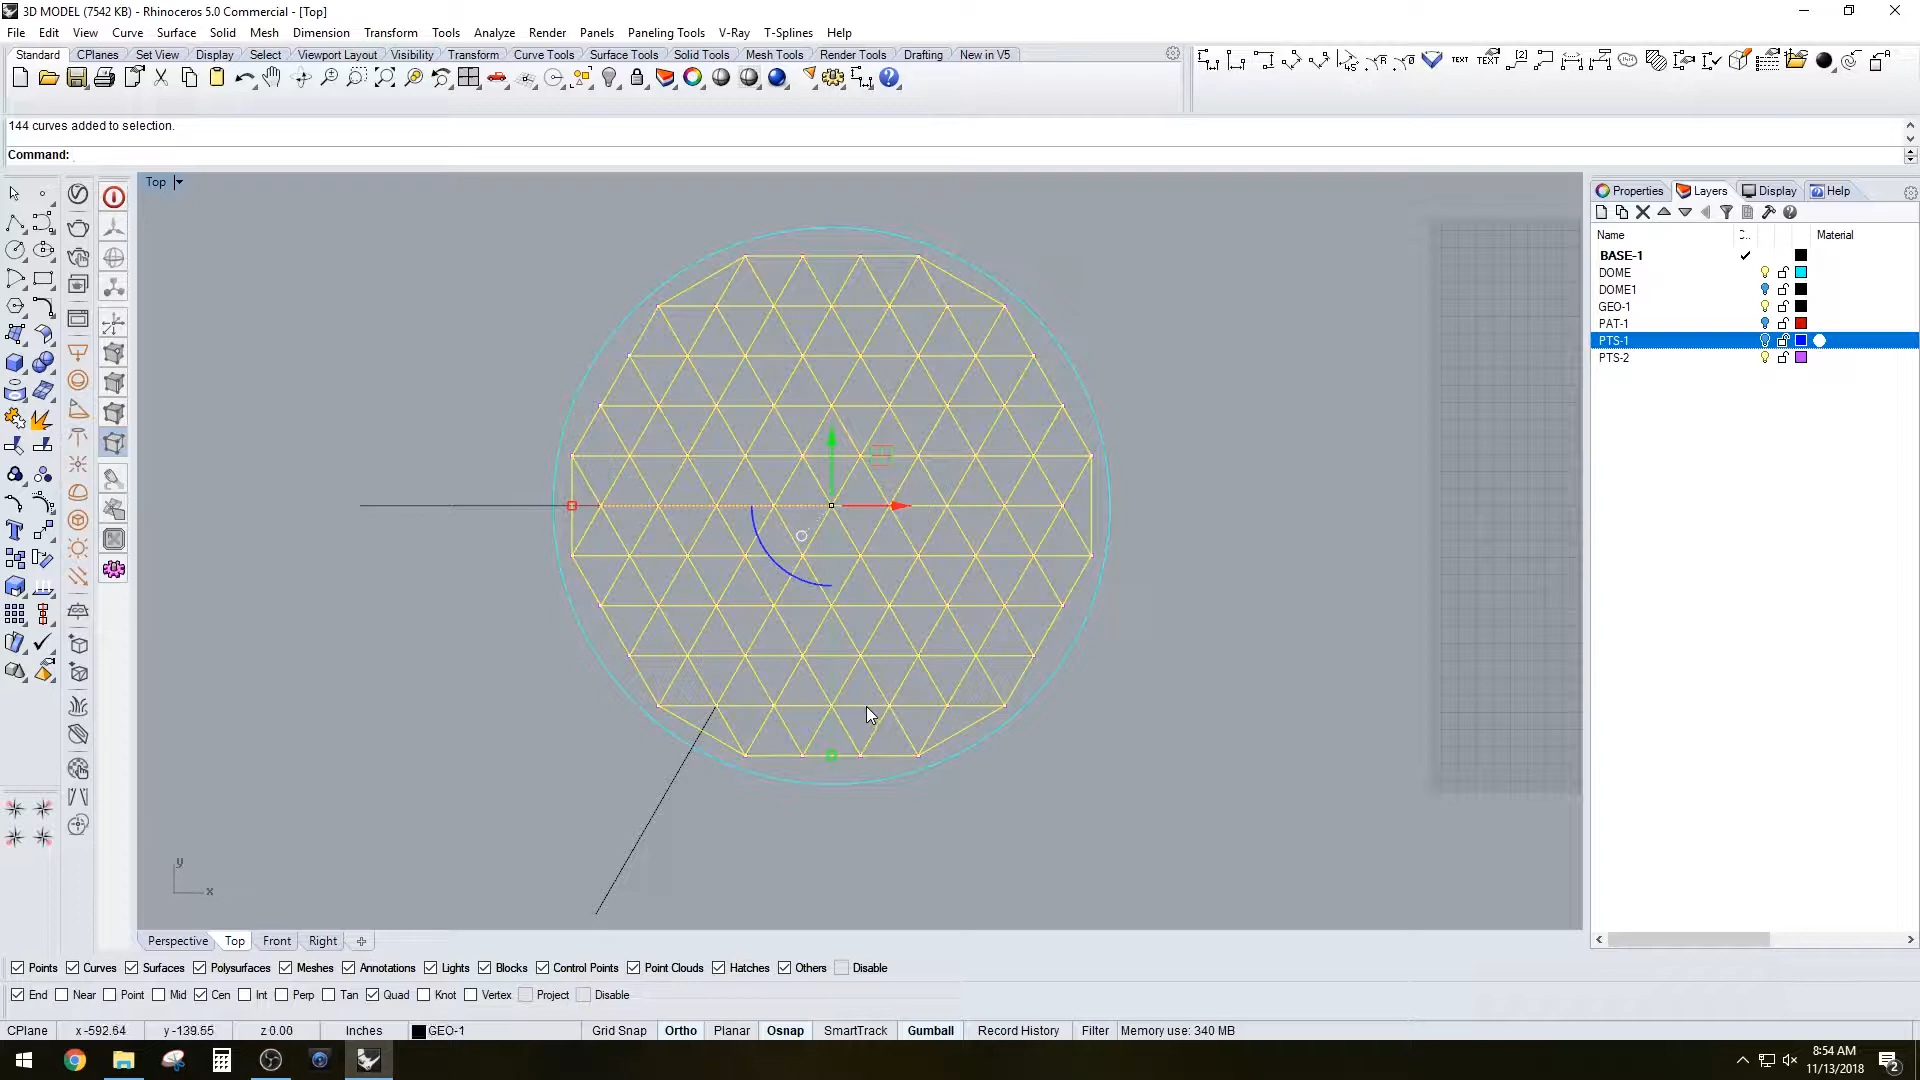 3D MODEL (7542 KB) - Rhinoceros 5.0 Commercial - [Top]
File Edit View Curve Surface Solid Mesh Dimension Transform Tools Analyze Render Panels Paneling Tools V-Ray T-Splines Help
Standard CPlanes Set View Display Select Viewport Layout Visibility Transform Curve Tools Surface Tools Solid Tools Mesh Tools Render Tools Drafting New in V5
TEXT TEXT
144 curves added to selection.
Command:
Top
Properties Layers Display Help
Name C.. Material
BASE-1
DOME
DOME1
GEO-1
PAT-1
PTS-1
PTS-2
y
x
Perspective Top Front Right
Points Curves Surfaces Polysurfaces Meshes Annotations Lights Blocks Control Points Point Clouds Hatches Others Disable
End Near Point Mid Cen Int Perp Tan Quad Knot Vertex Project Disable
CPlane x -592.64 y -139.55 z 0.00 Inches GEO-1 Grid Snap Ortho Planar Osnap SmartTrack Gumball Record History Filter Memory use: 340 MB
8:54 AM
11/13/2018
2